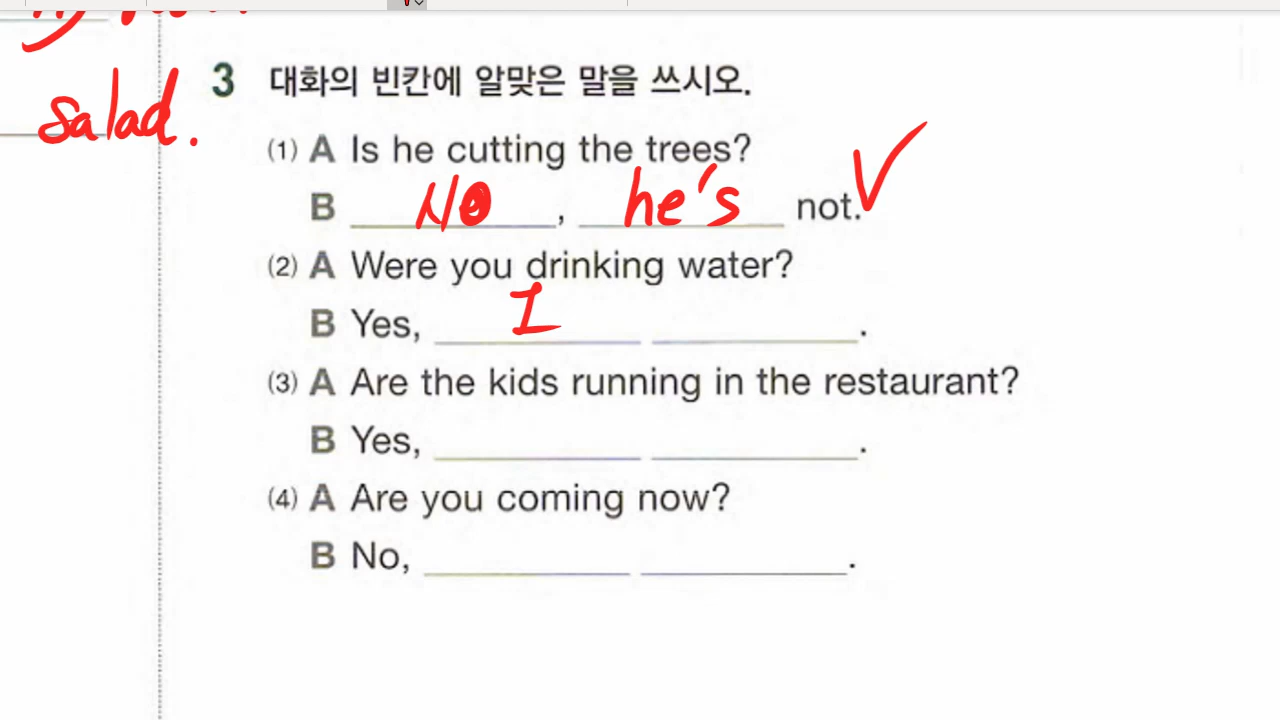 salad.
3 대화의 빈칸에 알맞은 말을 쓰시오.
(1) A Is he cutting the trees?
B No, he's not.
(2) A Were you drinking water?
B Yes, I
(3) A Are the kids running in the restaurant?
B Yes,
(4) A Are you coming now?
B No,